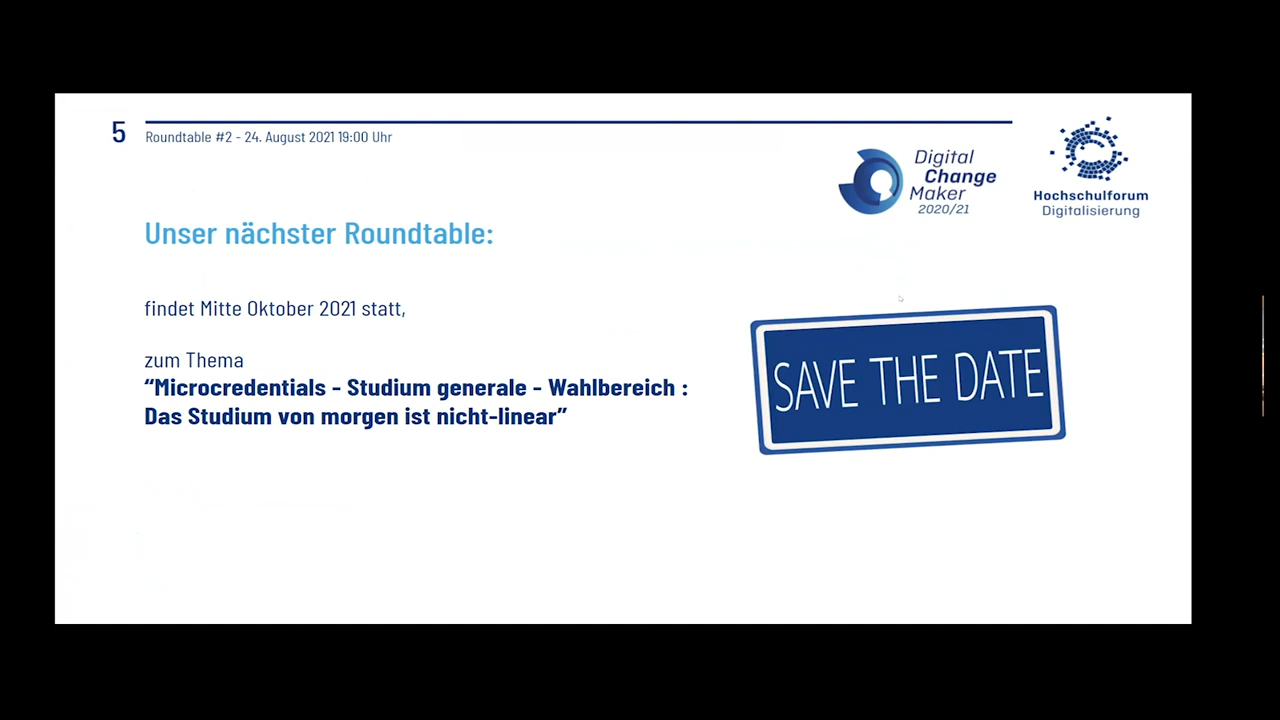 5
Roundtable #2 - 24. August 2021 19:00 Uhr
Digital
Change
Maker
2020/21
Hochschulforum
Digitalisierung
Unser nächster Roundtable:
findet Mitte Oktober 2021 statt,
zum Thema
“Microcredentials - Studium generale - Wahlbereich :
Das Studium von morgen ist nicht-linear”
SAVE THE DATE